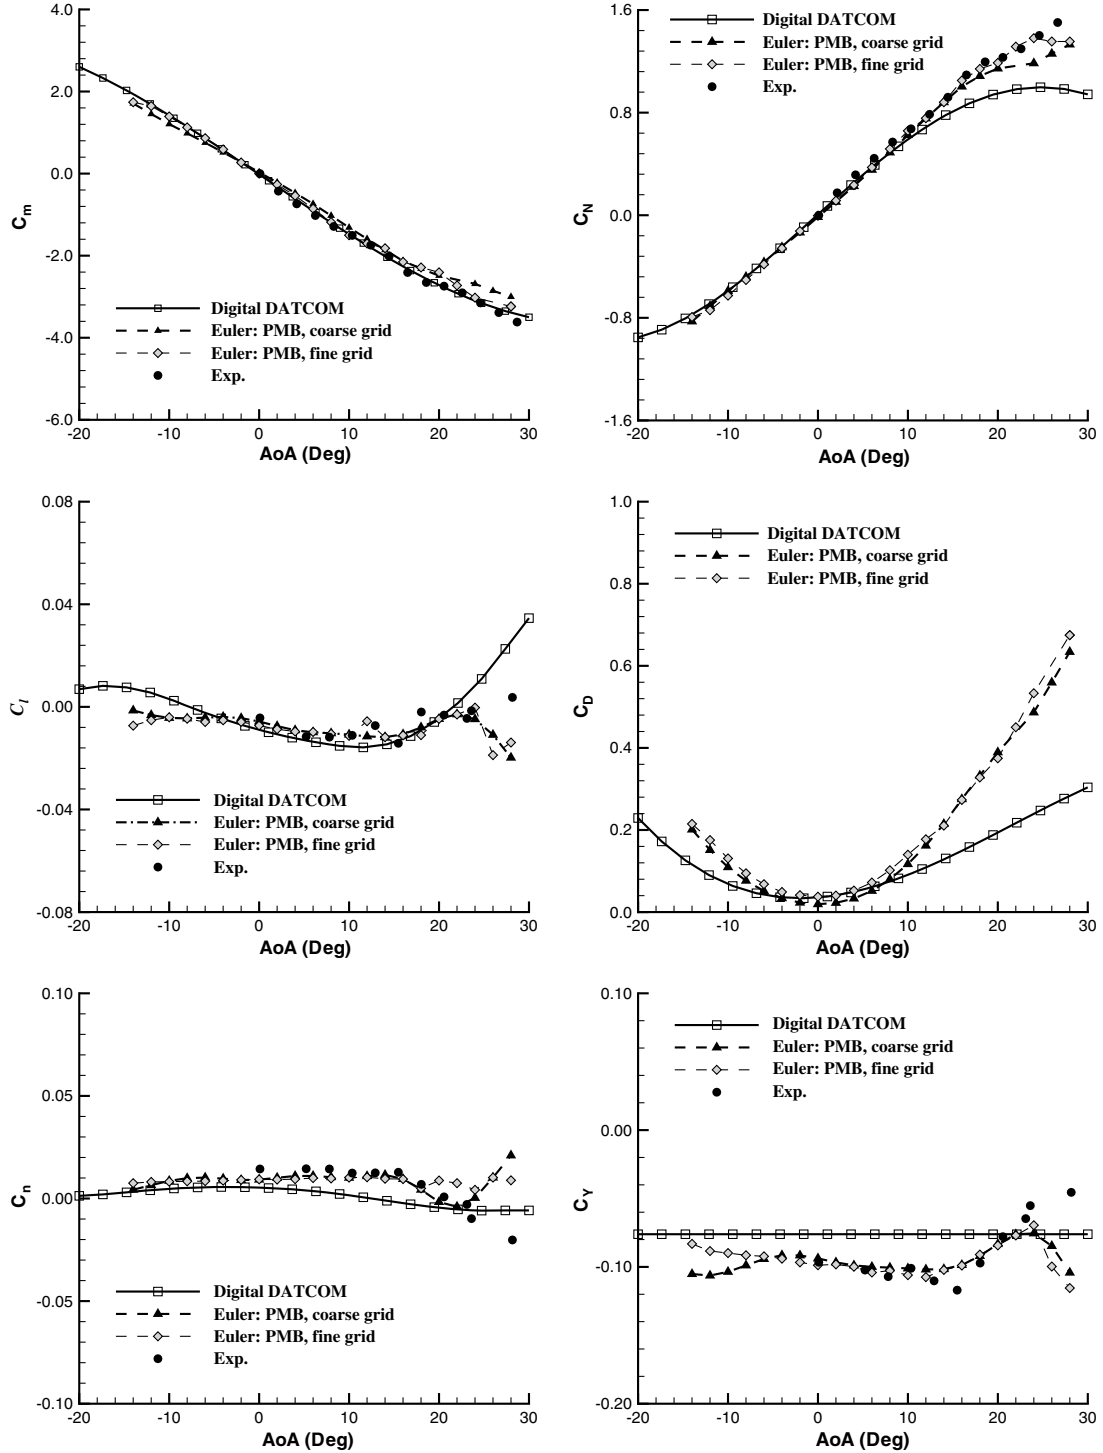 4.0
2.0
0.0
-2.0
-4.0
-6.0
C_m
Digital DATCOM
Euler: PMB, coarse grid
Euler: PMB, fine grid
Exp.
-20 -10 0 10 20 30
AoA (Deg)
1.6
0.8
0.0
-0.8
-1.6
C_N
Digital DATCOM
Euler: PMB, coarse grid
Euler: PMB, fine grid
Exp.
-20 -10 0 10 20 30
AoA (Deg)
0.08
0.04
0.00
-0.04
-0.08
C_l
Digital DATCOM
Euler: PMB, coarse grid
Euler: PMB, fine grid
Exp.
-20 -10 0 10 20 30
AoA (Deg)
1.0
0.8
0.6
0.4
0.2
0.0
C_D
Digital DATCOM
Euler: PMB, coarse grid
Euler: PMB, fine grid
-20 -10 0 10 20 30
AoA (Deg)
0.10
0.05
0.00
-0.05
-0.10
C_n
Digital DATCOM
Euler: PMB, coarse grid
Euler: PMB, fine grid
Exp.
-20 -10 0 10 20 30
AoA (Deg)
0.10
0.00
-0.10
-0.20
C_Y
Digital DATCOM
Euler: PMB, coarse grid
Euler: PMB, fine grid
Exp.
-20 -10 0 10 20 30
AoA (Deg)